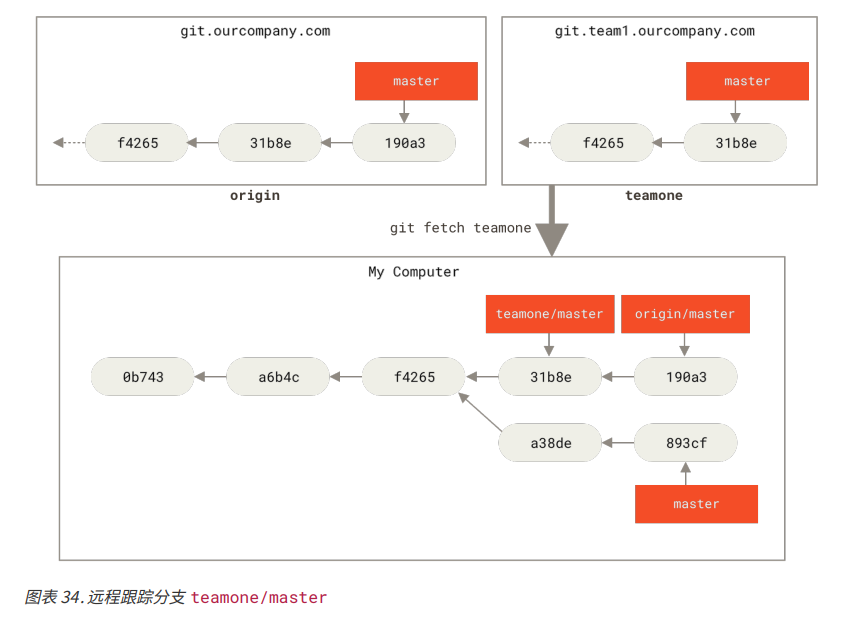 git.ourcompany.com
master
f4265 31b8e 190a3
origin
git.team1.ourcompany.com
master
f4265 31b8e
teamone
git fetch teamone
My Computer
teamone/master origin/master
0b743 a6b4c f4265 31b8e 190a3
a38de 893cf
master
图表 34. 远程跟踪分支 teamone/master